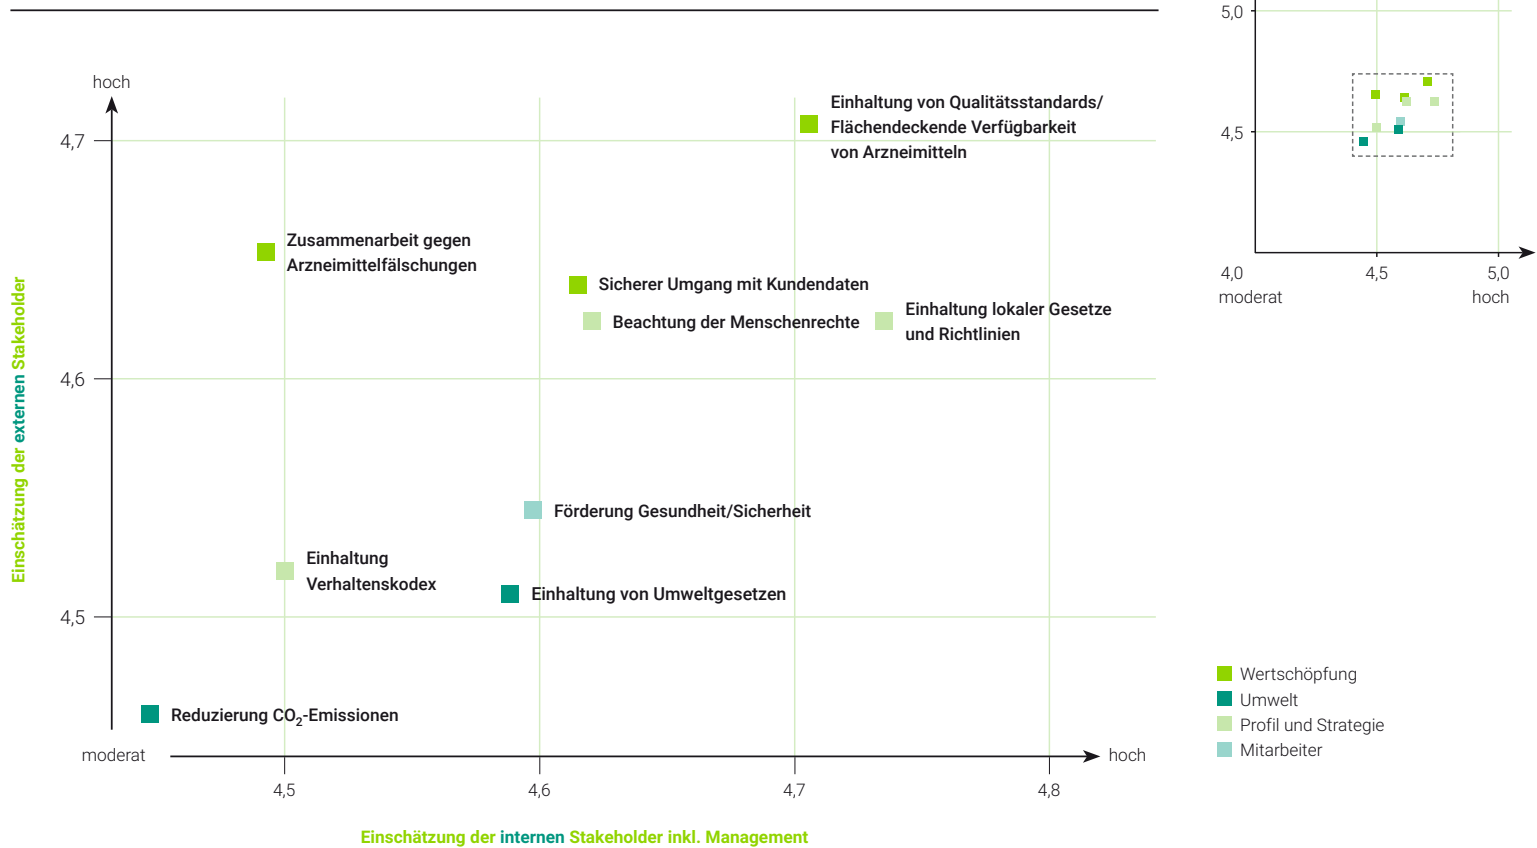 hoch
4,7
4,6
4,5
Einschätzung der externen Stakeholder
Einhaltung von Qualitätsstandards/
Flächendeckende Verfügbarkeit
von Arzneimitteln
Zusammenarbeit gegen
Arzneimittelfälschungen
Sicherer Umgang mit Kundendaten
Beachtung der Menschenrechte
Einhaltung lokaler Gesetze
und Richtlinien
Förderung Gesundheit/Sicherheit
Einhaltung
Verhaltenskodex
Einhaltung von Umweltgesetzen
Reduzierung CO₂-Emissionen
moderat
hoch
4,5
4,6
4,7
4,8
Einschätzung der internen Stakeholder inkl. Management
5,0
4,5
4,0
4,5
5,0
moderat
hoch
Wertschöpfung
Umwelt
Profil und Strategie
Mitarbeiter